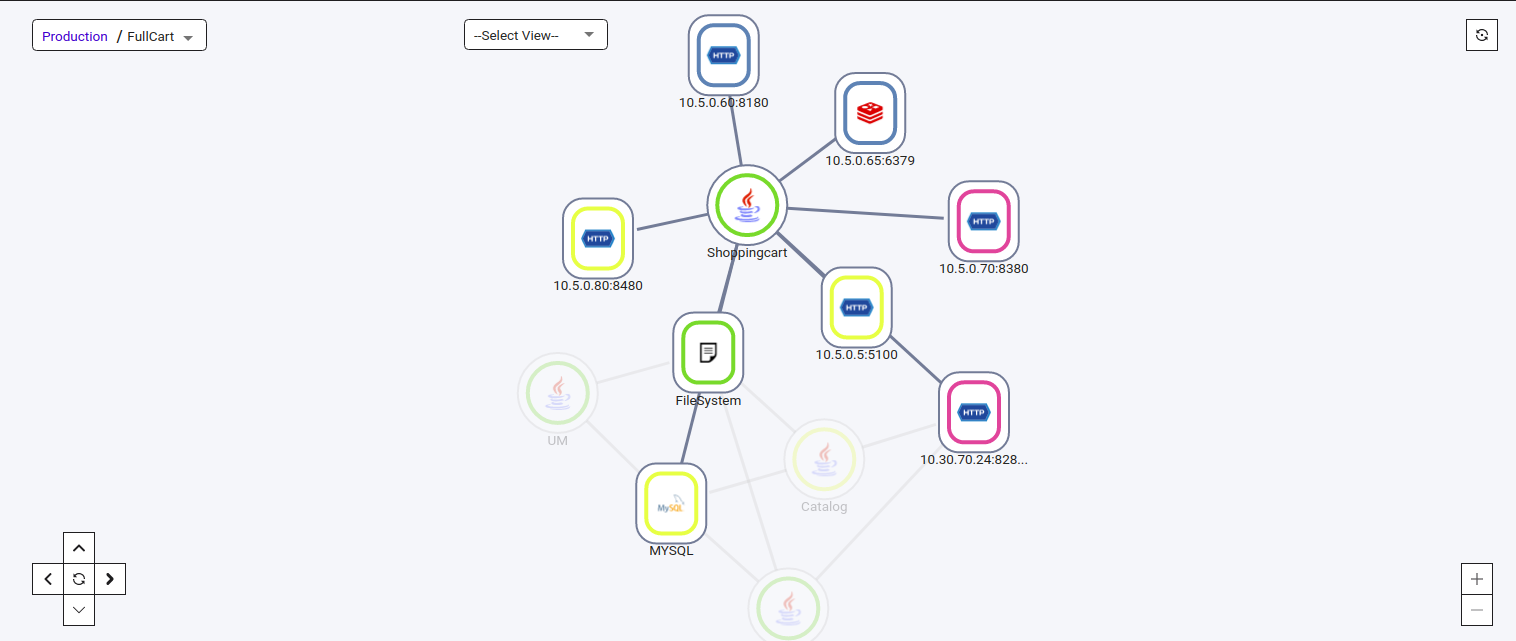 Production / FullCart
--Select View--
HTTP
10.5.0.60:8180
10.5.0.65:6379
Shoppingcart
HTTP
10.5.0.80:8480
HTTP
10.5.0.70:8380
HTTP
10.5.0.5:5100
FileSystem
UM
HTTP
10.30.70.24:828...
Catalog
MySQL
MYSQL